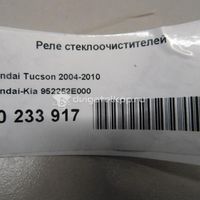 Реле стеклоочистителей
ndai Tucson 2004-2010
ndai-Kia 952252E000
0 233 917